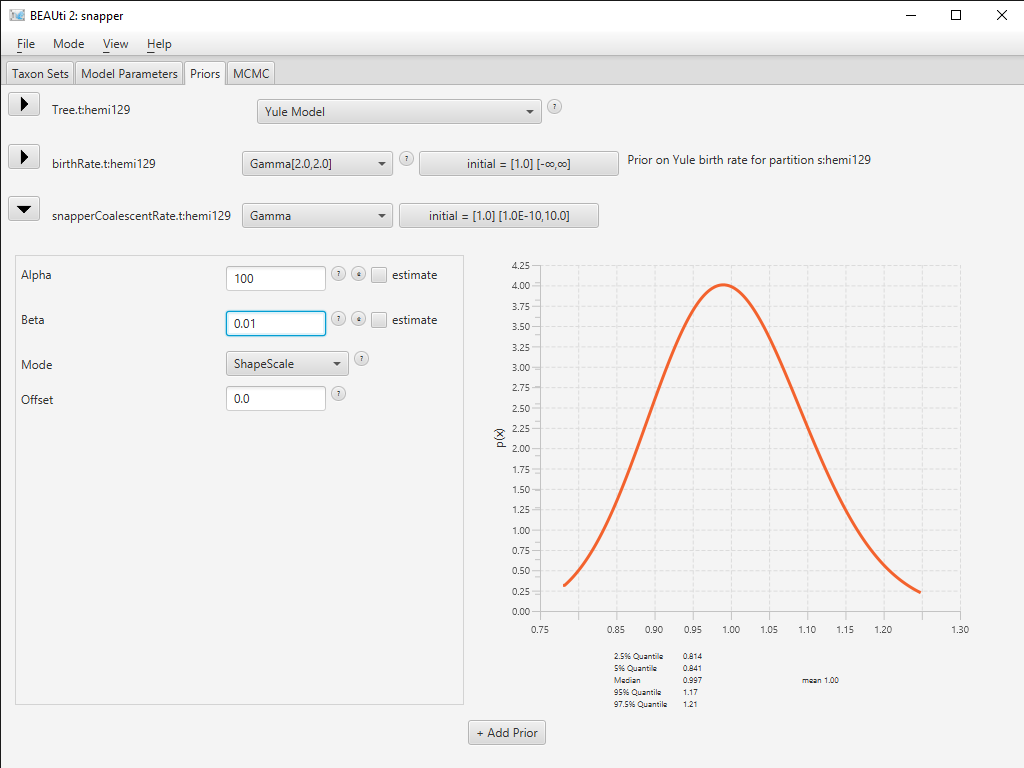 BEAUti 2: snapper
File Mode View Help
Taxon Sets Model Parameters Priors MCMC
Tree.t:hemi129 Yule Model ?
birthRate.t:hemi129 Gamma[2.0,2.0] ? initial = [1.0] [-∞,∞] Prior on Yule birth rate for partition s:hemi129
snapperCoalescentRate.t:hemi129 Gamma initial = [1.0] [1.0E-10,10.0]
Alpha 100 ? e estimate
Beta 0.01 ? e estimate
Mode ShapeScale ?
Offset 0.0 ?
p(x)
4.25
4.00
3.75
3.50
3.25
3.00
2.75
2.50
2.25
2.00
1.75
1.50
1.25
1.00
0.75
0.50
0.25
0.00
0.75 0.85 0.90 0.95 1.00 1.05 1.10 1.15 1.20 1.30
2.5% Quantile 0.814
5% Quantile 0.841
Median 0.997 mean 1.00
95% Quantile 1.17
97.5% Quantile 1.21
+ Add Prior